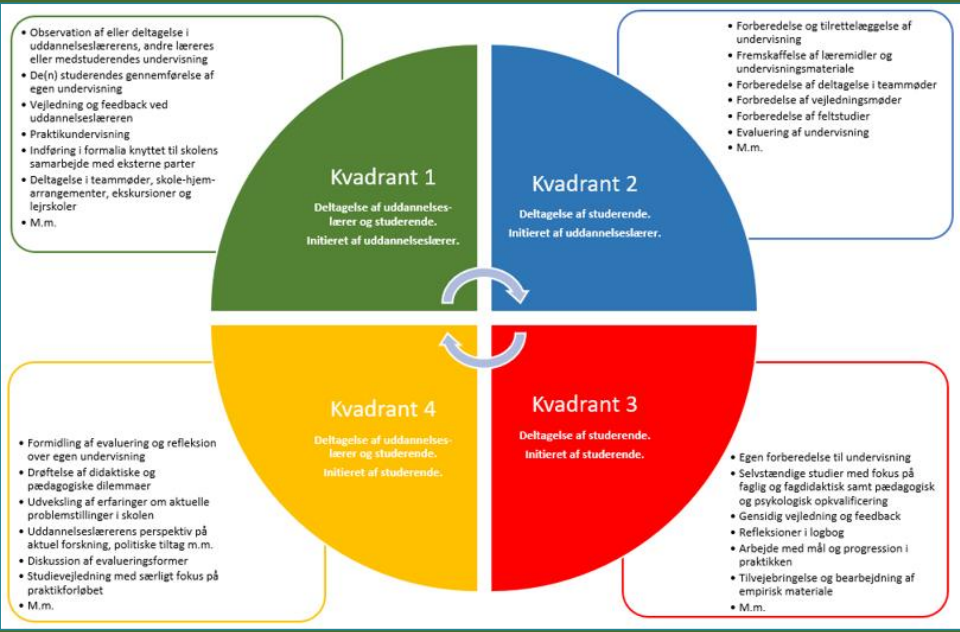 • Observation af eller deltagelse i
uddannelseslærerens, andre læreres
eller medstuderendes undervisning
• De(n) studerendes gennemførelse af
egen undervisning
• Vejledning og feedback ved
uddannelseslæreren
• Praktikundervisning
• Indføring i formalia knyttet til skolens
samarbejde med eksterne parter
• Deltagelse i teammøder, skole-hjem-
arrangementer, ekskursioner og
lejrskoler
• M.m.
Kvadrant 1
Deltagelse af uddannelses-
lærer og studerende.
Initieret af uddannelseslærer.
• Forberedelse og tilrettelæggelse af
undervisning
• Fremskaffelse af læremidler og
undervisningsmateriale
• Forberedelse af deltagelse i teammøder
• Forbredelse af vejledningsmøder
• Forberedelse af feltstudier
• Evaluering af undervisning
• M.m.
Kvadrant 2
Deltagelse af studerende.
Initieret af uddannelseslærer.
Kvadrant 3
Deltagelse af studerende.
Initieret af studerende.
• Egen forberedelse til undervisning
• Selvstændige studier med fokus på
faglig og fagdidaktisk samt pædagogisk
og psykologisk opkvalificering
• Gensidig vejledning og feedback
• Refleksioner i logbog
• Arbejde med mål og progression i
praktikken
• Tilvejebringelse og bearbejdning af
empirisk materiale
• M.m.
Kvadrant 4
Deltagelse af uddannelses-
lærer og studerende.
Initieret af studerende.
• Formidling af evaluering og refleksion
over egen undervisning
• Drøftelse af didaktiske og
pædagogiske dilemmaer
• Udveksling af erfaringer om aktuelle
problemstillinger i skolen
• Uddannelseslærerens perspektiv på
aktuel forskning, politiske tiltag m.m.
• Diskussion af evalueringsformer
• Studievejledning med særligt fokus på
praktikforløbet
• M.m.